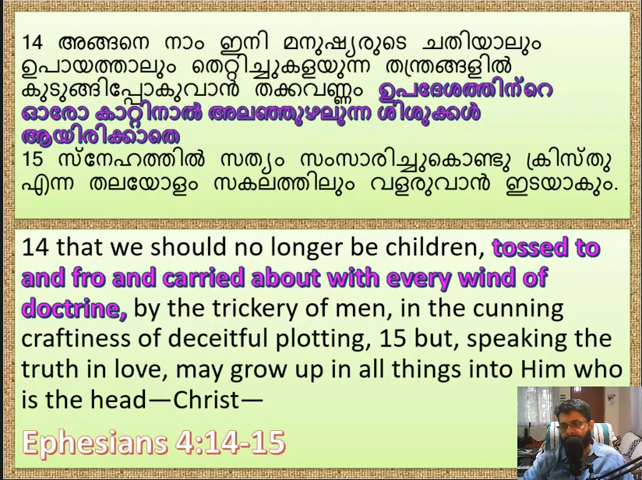 14 അങ്ങനെ നാം ഇനി മനുഷ്യരുടെ ചതിയാലും
ഉപായത്താലും തെറ്റിച്ചുകളയുന്ന തന്ത്രങ്ങളിൽ
കുടുങ്ങിപ്പോകുവാൻ തക്കവണ്ണം ഉപദേശത്തിന്റെ
ഓരോ കാറ്റിനാൽ അലഞ്ഞുഴലുന്ന ശിശുക്കൾ
ആയിരിക്കാതെ
15 സ്നേഹത്തിൽ സത്യം സംസാരിച്ചുകൊണ്ടു ക്രിസ്തു
എന്ന തലയോളം സകലത്തിലും വളരുവാൻ ഇടയാകും.
14 that we should no longer be children, tossed to
and fro and carried about with every wind of
doctrine, by the trickery of men, in the cunning
craftiness of deceitful plotting, 15 but, speaking the
truth in love, may grow up in all things into Him who
is the head—Christ—
Ephesians 4:14-15